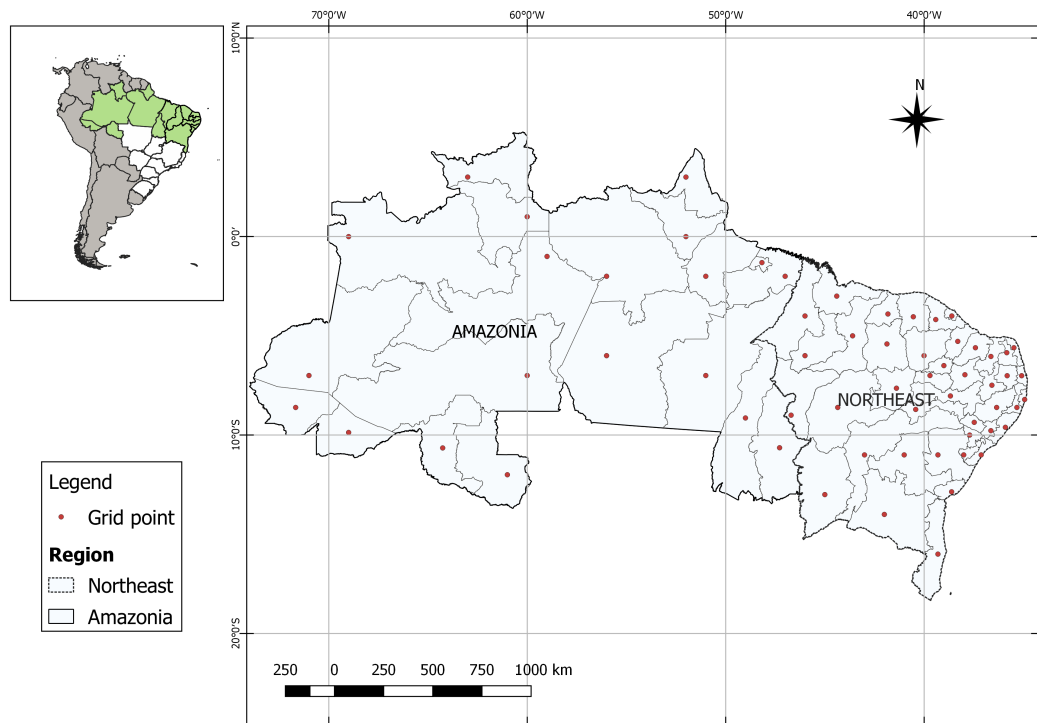 70°0'W 60°0'W 50°0'W 40°0'W
10°0'N
N
0°0'
AMAZONIA
NORTHEAST
10°0'S
Legend
Grid point
Region
Northeast
Amazonia
20°0'S
250 0 250 500 750 1000 km